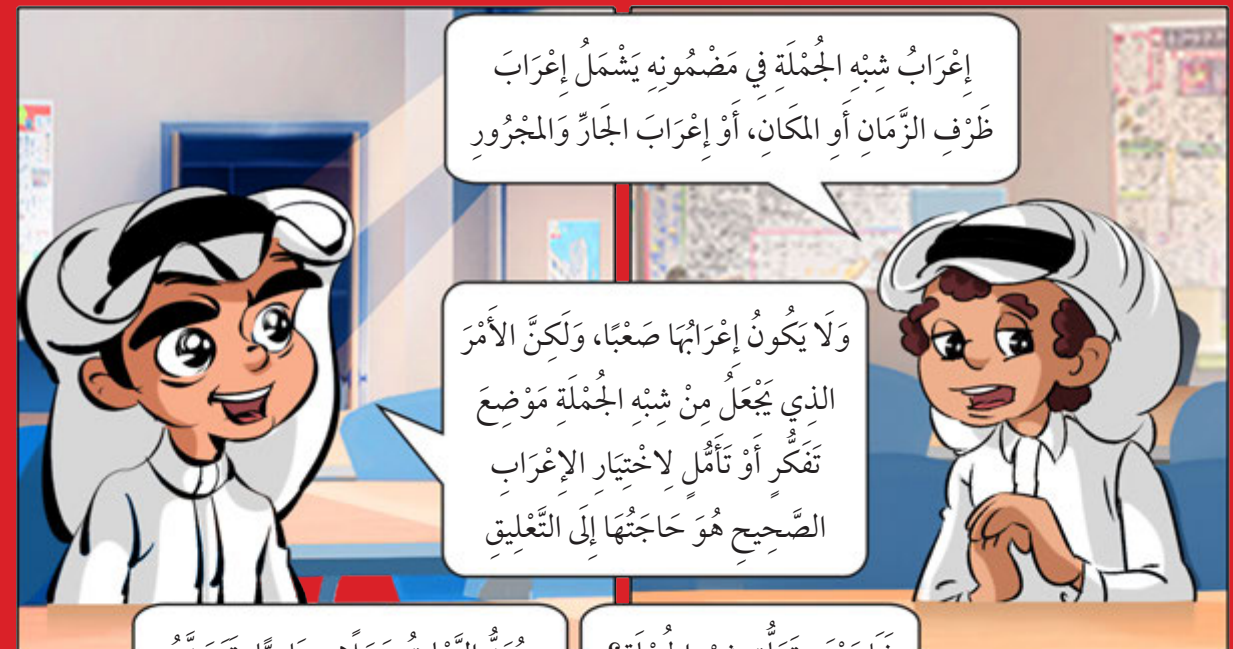 إِعْرَابُ شِبْهِ الجُمْلَةِ فِي مَضْمُونِهِ يَشْمَلُ إِعْرَابَ
ظَرْفِ الزَّمَانِ أَوِ المَكَانِ، أَوْ إِعْرَابَ الجَارِّ وَالمَجْرُورِ
وَلَا يَكُونُ إِعْرَابُهَا صَعْبًا، وَلَكِنَّ الأَمْرَ
الذِي يَجْعَلُ مِنْ شِبْهِ الجُمْلَةِ مَوْضِعَ
تَفَكُّرٍ أَوْ تَأَمُّلٍ لِاخْتِيَارِ الإِعْرَابِ
الصَّحِيحِ هُوَ حَاجَتُهَا إِلَى التَّعْلِيقِ